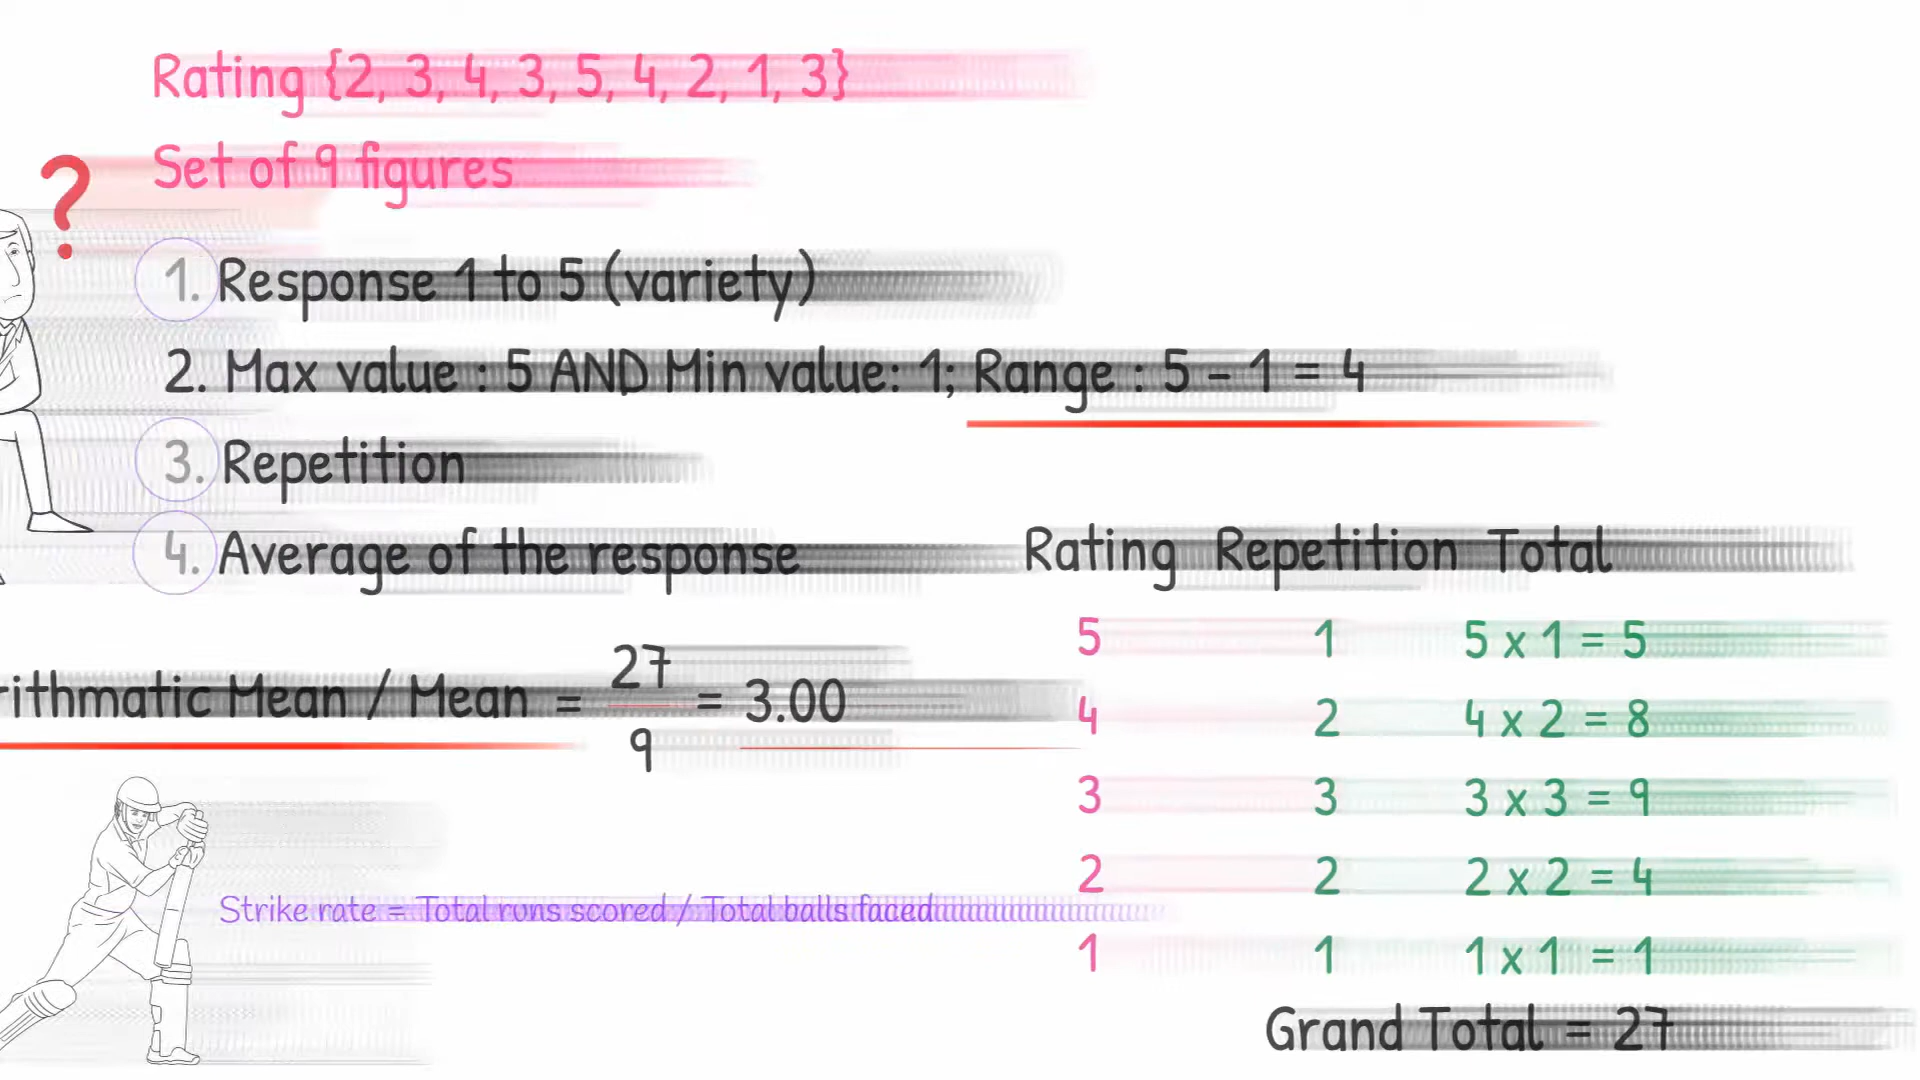 Rating {2, 3, 4, 3, 5, 4, 2, 1, 3}
Set of 9 figures
?
1. Response 1 to 5 (variety)
2. Max value : 5 AND Min value: 1; Range : 5 - 1 = 4
3. Repetition
4. Average of the response
rithmatic Mean / Mean = 27 / 9 = 3.00
Strike rate = Total runs scored / Total balls faced
Rating Repetition Total
5 1 5 x 1 = 5
4 2 4 x 2 = 8
3 3 3 x 3 = 9
2 2 2 x 2 = 4
1 1 1 x 1 = 1
Grand Total = 27